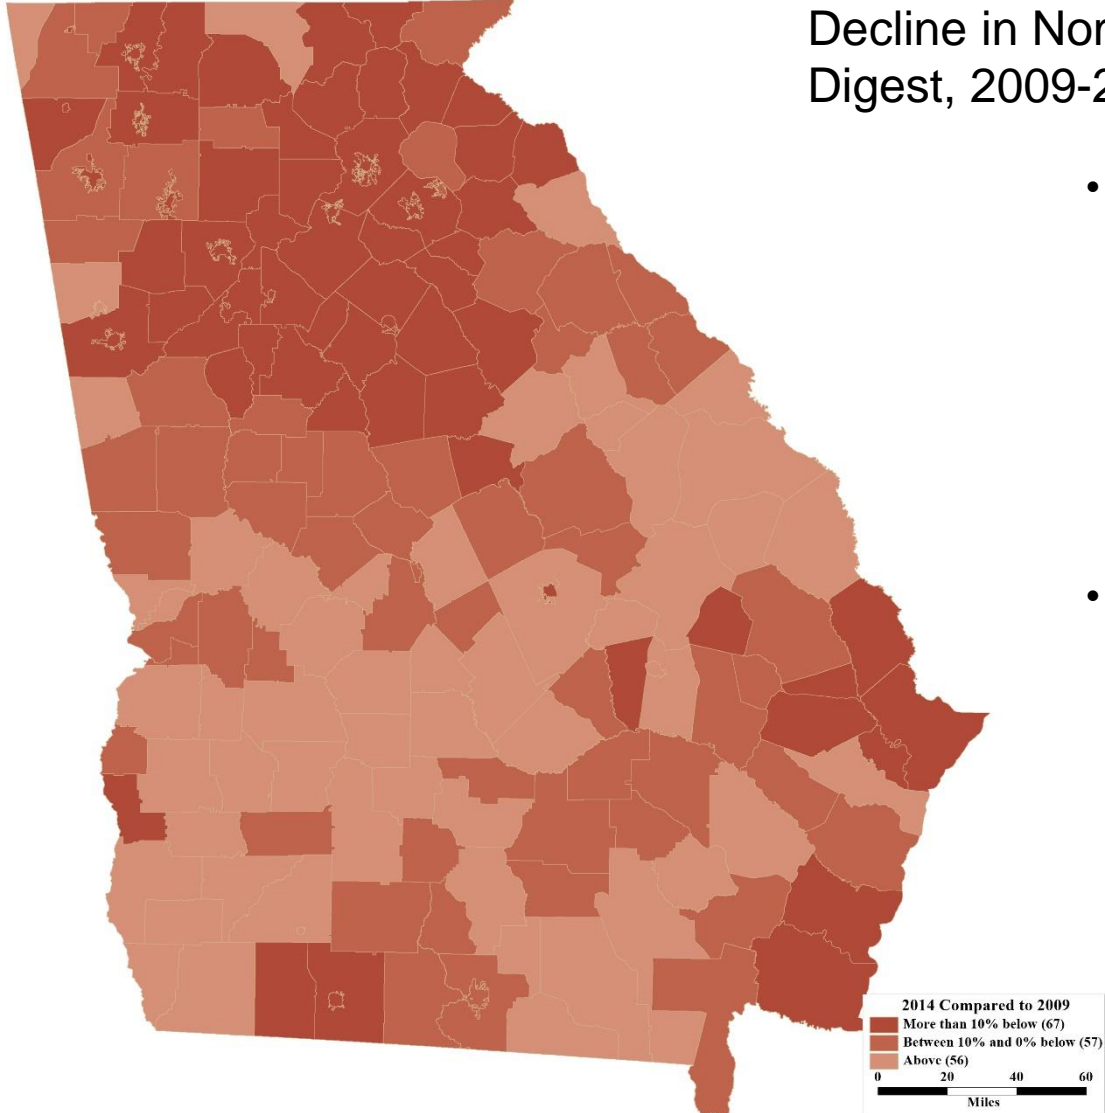 Decline in Nor
Digest, 2009-2
•
•
2014 Compared to 2009
More than 10% below (67)
Between 10% and 0% below (57)
Above (56)
0 20 40 60
Miles